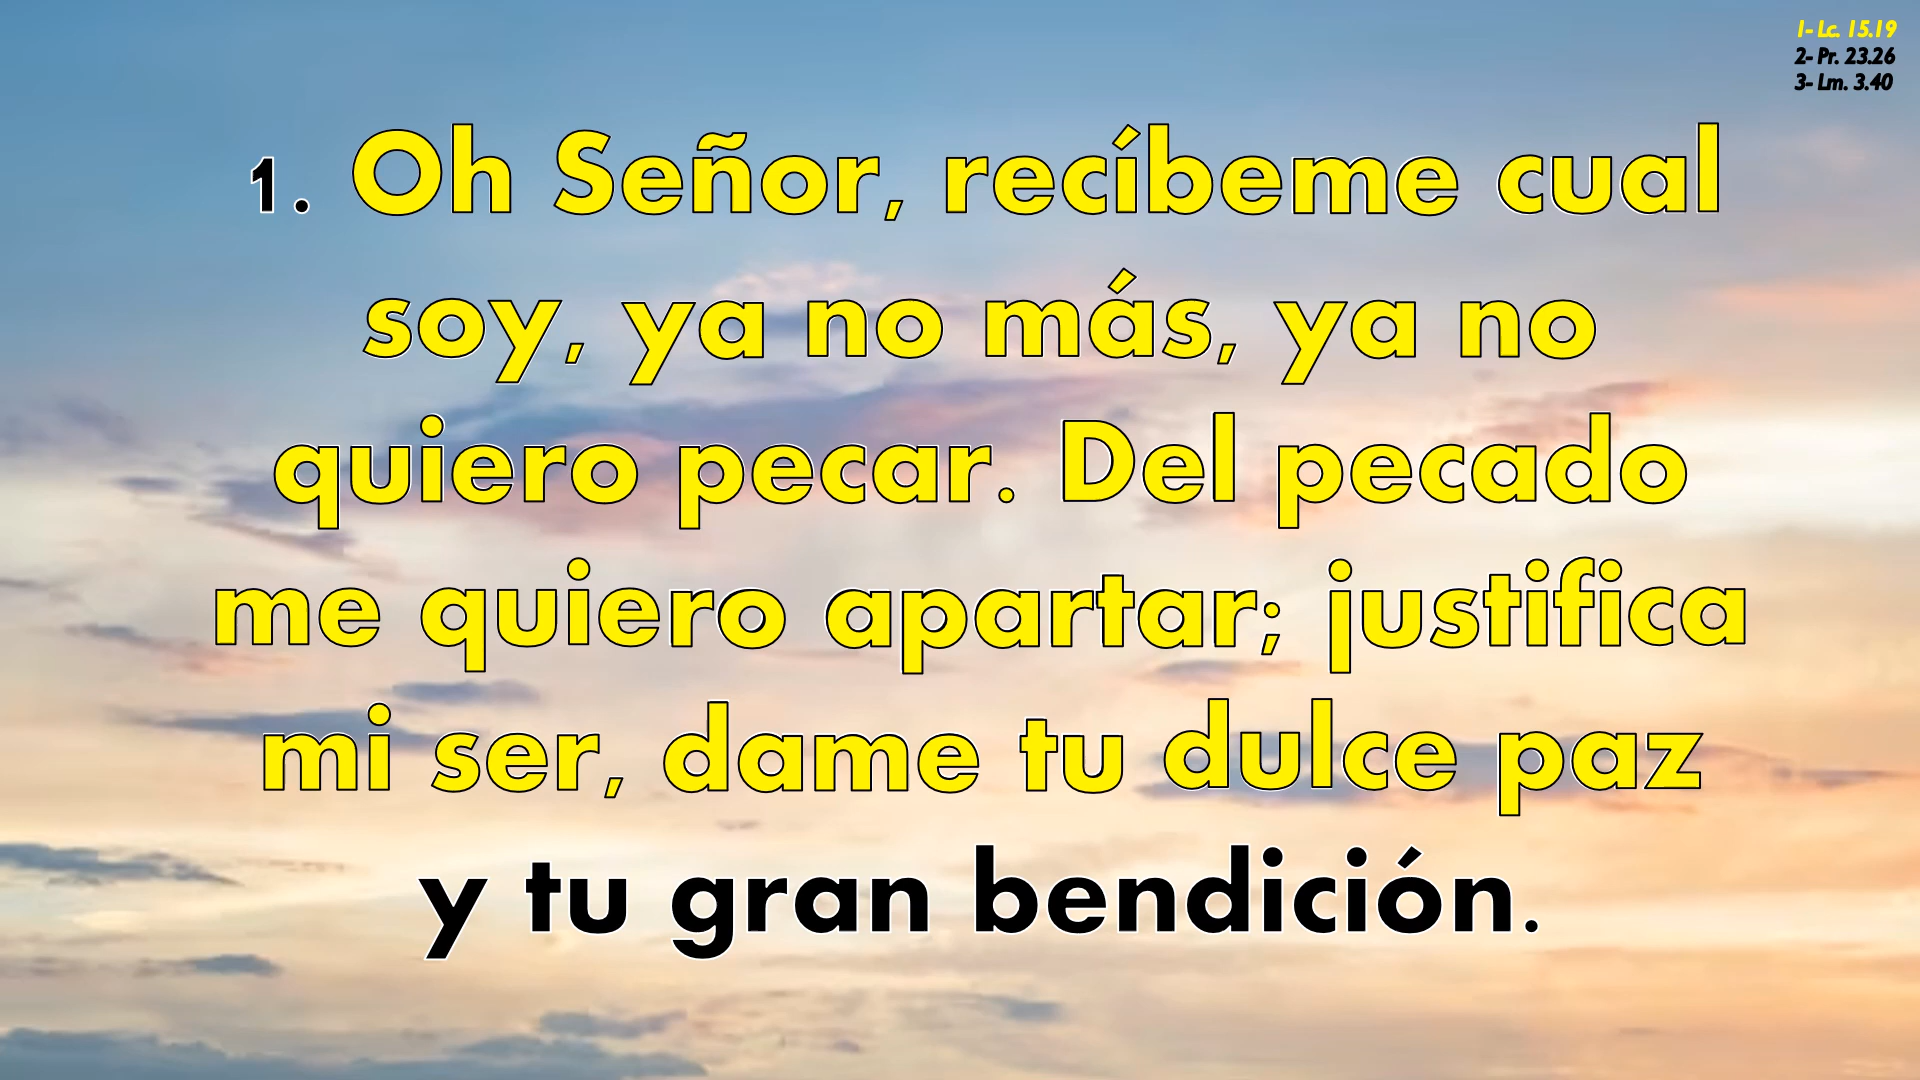 1- Lc. 15.19
2- Pr. 23.26
3- Lm. 3.40
1. Oh Señor, recíbeme cual
soy, ya no más, ya no
quiero pecar. Del pecado
me quiero apartar; justifica
mi ser, dame tu dulce paz
y tu gran bendición.